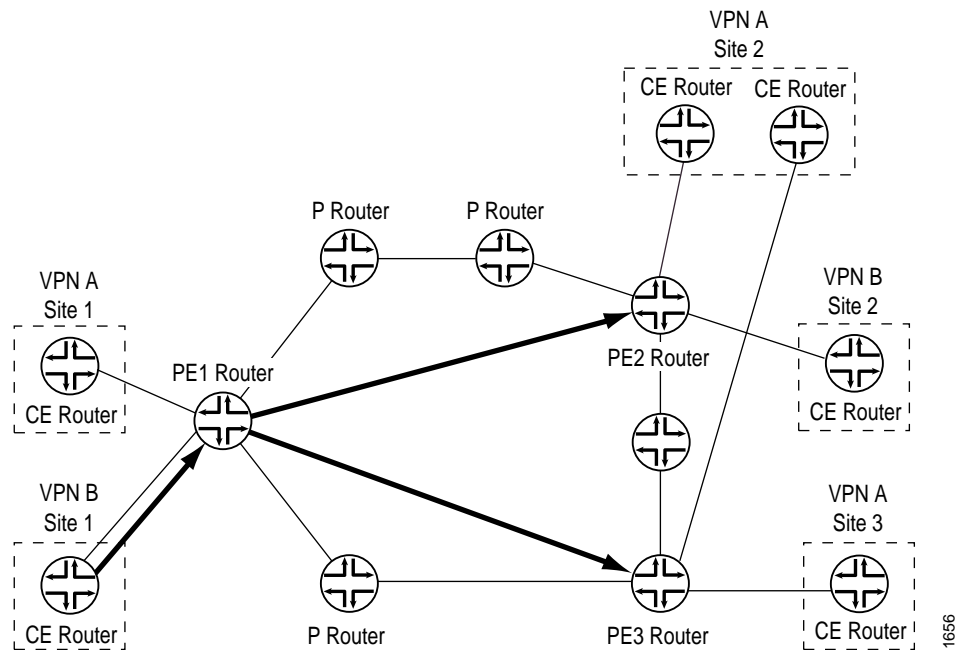 VPN A
Site 2
CE Router
CE Router
P Router
P Router
VPN A
Site 1
VPN B
Site 2
PE1 Router
PE2 Router
CE Router
CE Router
VPN B
Site 1
VPN A
Site 3
CE Router
P Router
PE3 Router
CE Router
1656